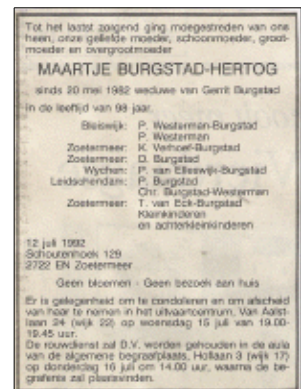 Tot het laatst zorgend ging moegestreden van ons
heen, onze geliefde moeder, schoonmoeder, groot-
moeder en overgrootmoeder
MAARTJE BURGSTAD-HERTOG
sinds 20 mei 1982 weduwe van Gerrit Burgstad
in de leeftijd van 98 jaar.
Bleiswijk: P. Westerman-Burgstad
P. Westerman
Zoetermeer: K. Verhoef-Burgstad
Zoetermeer: D. Burgstad
Wychen: P. van Elleswijk-Burgstad
Leidschendam: P. Burgstad
Chr. Burgstad-Westerman
Zoetermeer: T. van Eck-Burgstad
Kleinkinderen
en achterkleinkinderen
12 juli 1992
Schoutenhoek 129
2722 EN Zoetermeer
Geen bloemen - Geen bezoek aan huis
Er is gelegenheid om te condoleren en om afscheid
van haar te nemen in het uitvaartcentrum, Van Aalst-
laan 24 (wijk 22) op woensdag 15 juli van 19.00-
19.45 uur.
De rouwdienst zal D.V. worden gehouden in de aula
van de algemene begraafplaats, Hollaan 3 (wijk 17)
op donderdag 16 juli om 14.00 uur, waarna de be-
grafenis zal plaatsvinden.